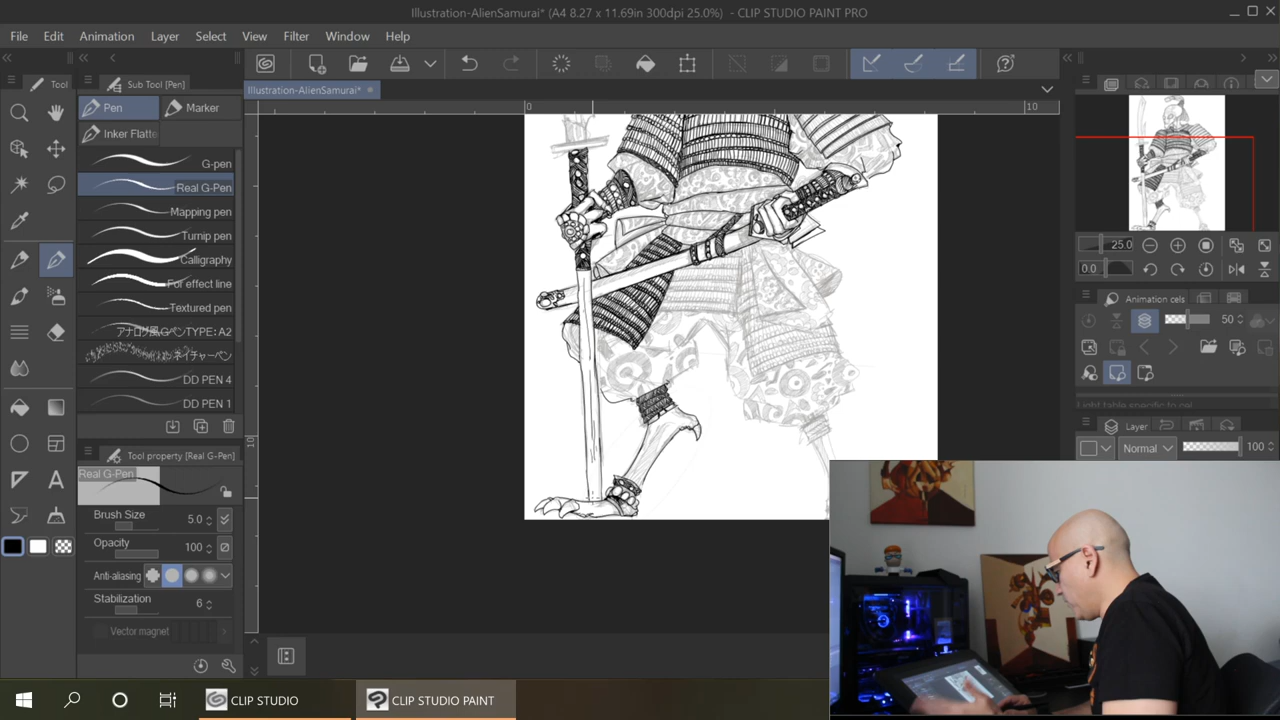 Illustration-AlienSamurai* (A4 8.27 x 11.69in 300dpi 25.0%) - CLIP STUDIO PAINT PRO
File Edit Animation Layer Select View Filter Window Help
Tool
Sub Tool [Pen]
Illustration-AlienSamurai*
Pen
Marker
Inker Flatte
0
10
G-pen
Real G-Pen
Mapping pen
Turnip pen
Calligraphy
For effect line
Textured pen
アナログ風GペンTYPE:A2
DD PEN 4
DD PEN 1
25.0
0.0
Animation cels
50
Light table specific to cel
Layer
Normal
100
10
Tool property [Real G-Pen]
Real G-Pen
Brush Size 5.0
Opacity 100
Anti-aliasing
Stabilization 6
Vector magnet
CLIP STUDIO
CLIP STUDIO PAINT